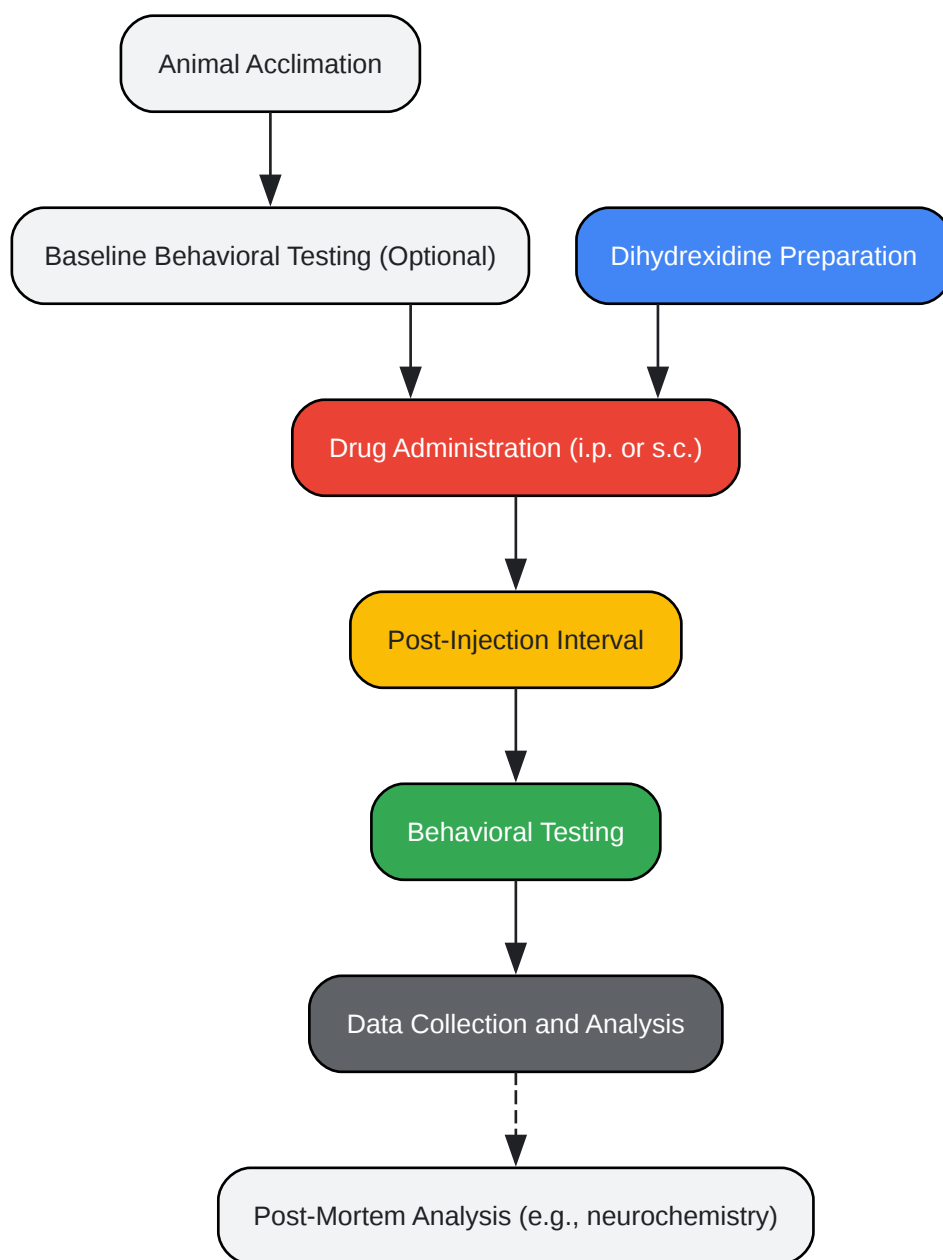 Animal Acclimation
Baseline Behavioral Testing (Optional)
Dihydrexidine Preparation
Drug Administration (i.p. or s.c.)
Post-Injection Interval
Behavioral Testing
Data Collection and Analysis
Post-Mortem Analysis (e.g., neurochemistry)